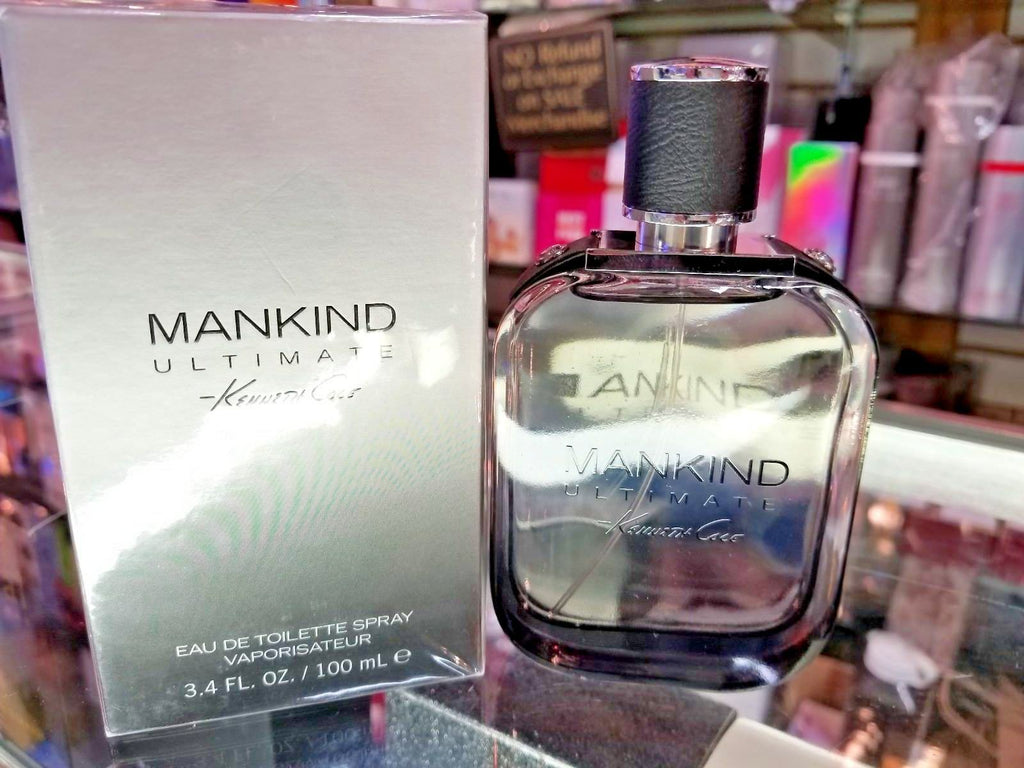 MANKIND
ULTIMATE
Kenneth Cole
EAU DE TOILETTE SPRAY
VAPORISATEUR
3.4 FL. OZ. / 100 mL ℮
NO Refund
or Exchange
on SALE
Merchandise
ANKIND
MANKIND
ULTIMATE
Kenneth Cole